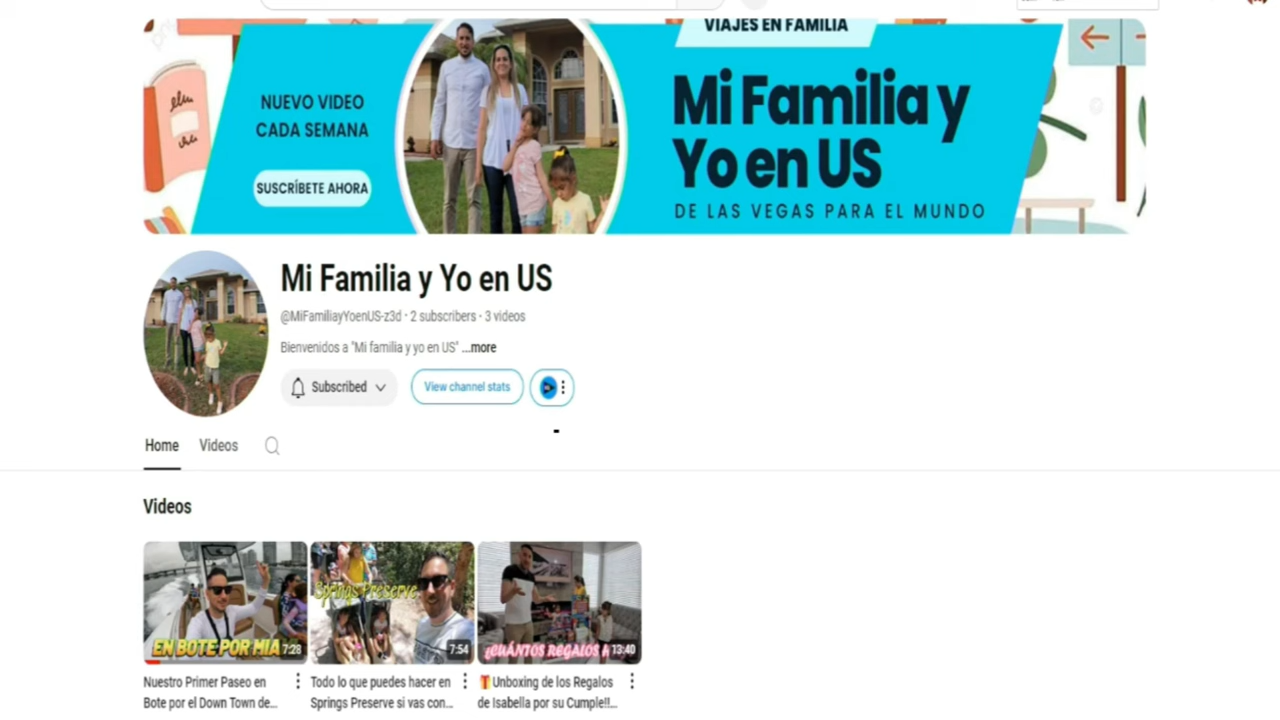 VIAJES EN FAMILIA
NUEVO VIDEO
CADA SEMANA
SUSCRÍBETE AHORA
Mi Familia y
Yo en US
DE LAS VEGAS PARA EL MUNDO
Mi Familia y Yo en US
@MiFamiliayYoenUS-z3d · 2 subscribers · 3 videos
Bienvenidos a "Mi familia y yo en US" ...more
Subscribed
View channel stats
Home Videos
Videos
EN BOTE POR MIA
7:28
Springs Preserve
7:54
¿CUÁNTOS REGALOS
13:40
Nuestro Primer Paseo en
Bote por el Down Town de...
Todo lo que puedes hacer en
Springs Preserve si vas con...
🎁Unboxing de los Regalos
de Isabella por su Cumple!!...